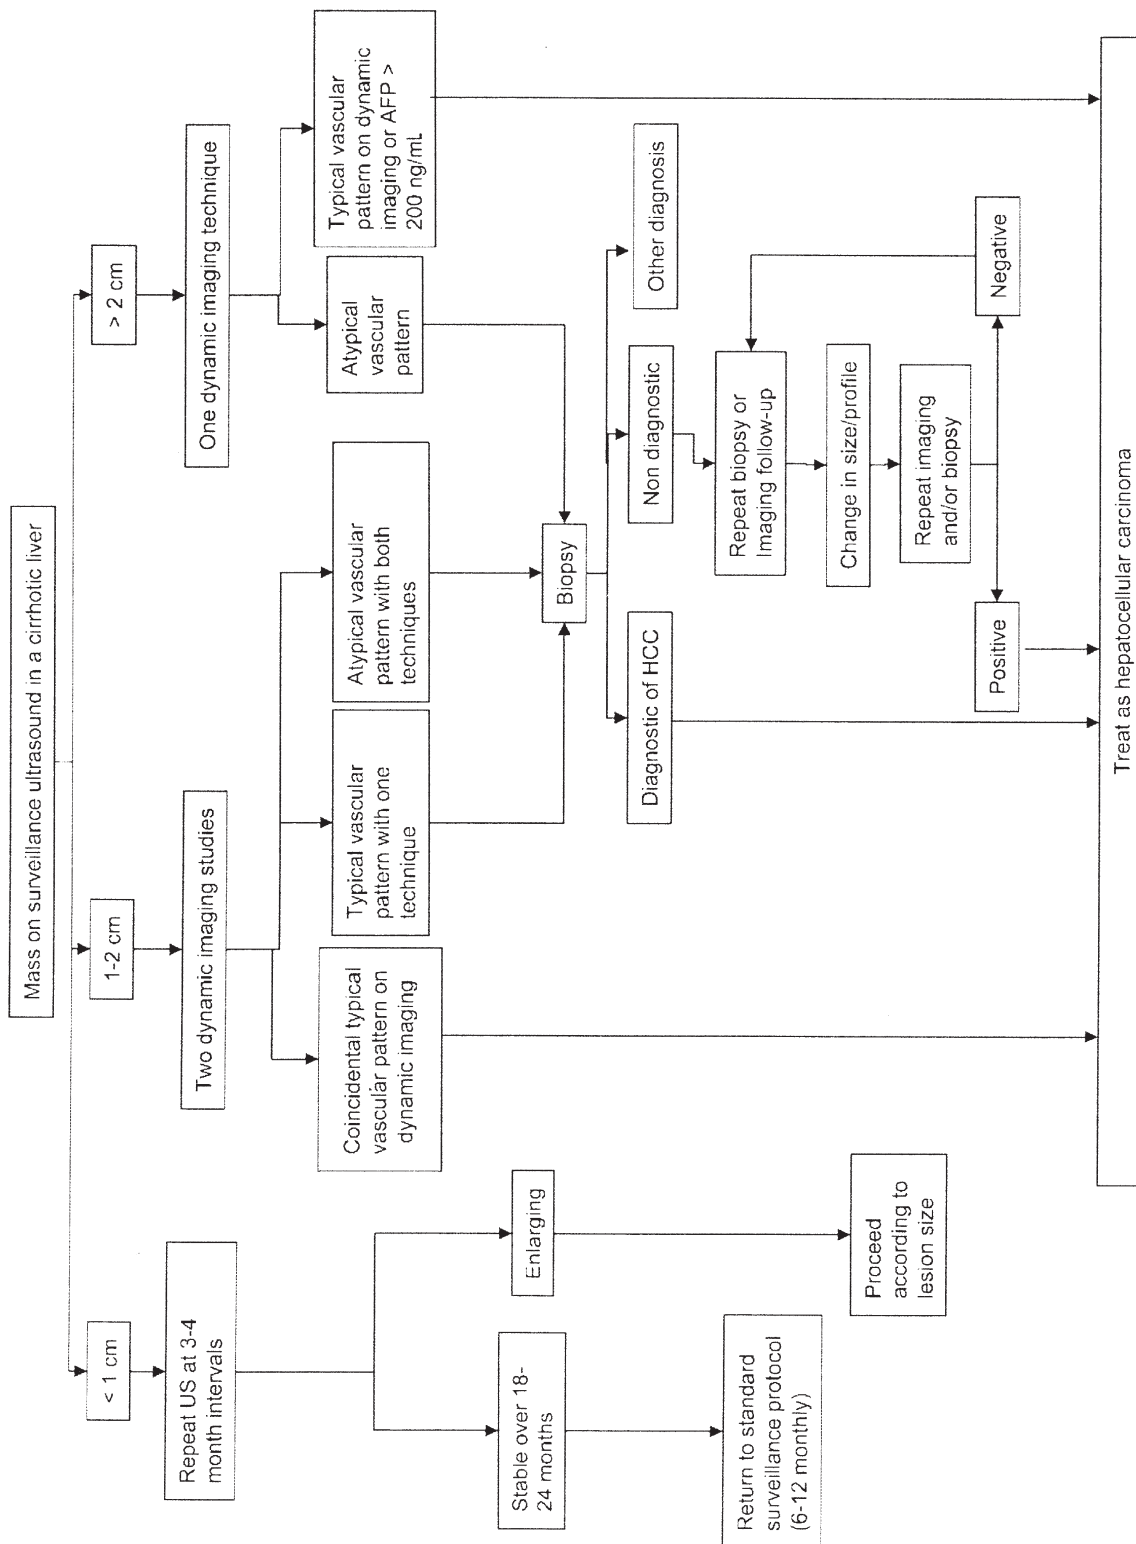 Mass on surveillance ultrasound in a cirrhotic liver
< 1 cm
1-2 cm
> 2 cm
Repeat US at 3-4
month intervals
Two dynamic imaging studies
One dynamic imaging technique
Coincidental typical
vascular pattern on
dynamic imaging
Typical vascular
pattern with one
technique
Atypical vascular
pattern with both
techniques
Atypical
vascular
pattern
Typical vascular
pattern on dynamic
imaging or AFP >
200 ng/mL
Stable over 18-
24 months
Enlarging
Biopsy
Diagnostic of HCC
Non diagnostic
Other diagnosis
Return to standard
surveillance protocol
(6-12 monthly)
Repeat biopsy or
Imaging follow-up
Proceed
according to
lesion size
Change in size/profile
Repeat imaging
and/or biopsy
Positive
Negative
Treat as hepatocellular carcinoma